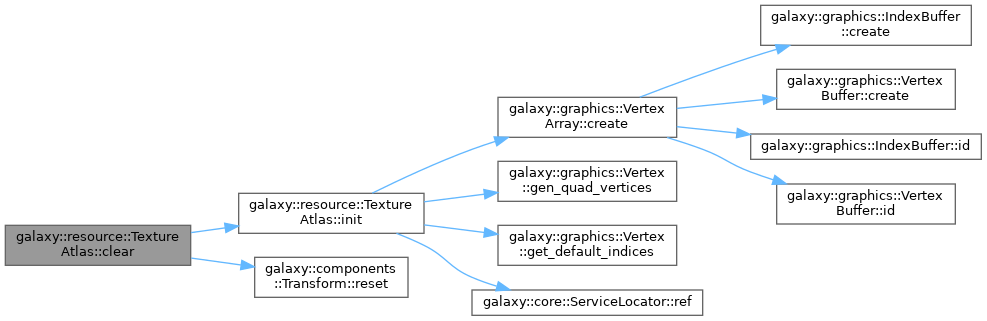 galaxy::resource::Texture
Atlas::clear
galaxy::resource::Texture
Atlas::init
galaxy::components
::Transform::reset
galaxy::graphics::Vertex
Array::create
galaxy::graphics::Vertex
::gen_quad_vertices
galaxy::graphics::Vertex
::get_default_indices
galaxy::core::ServiceLocator::ref
galaxy::graphics::IndexBuffer
::create
galaxy::graphics::Vertex
Buffer::create
galaxy::graphics::IndexBuffer::id
galaxy::graphics::Vertex
Buffer::id